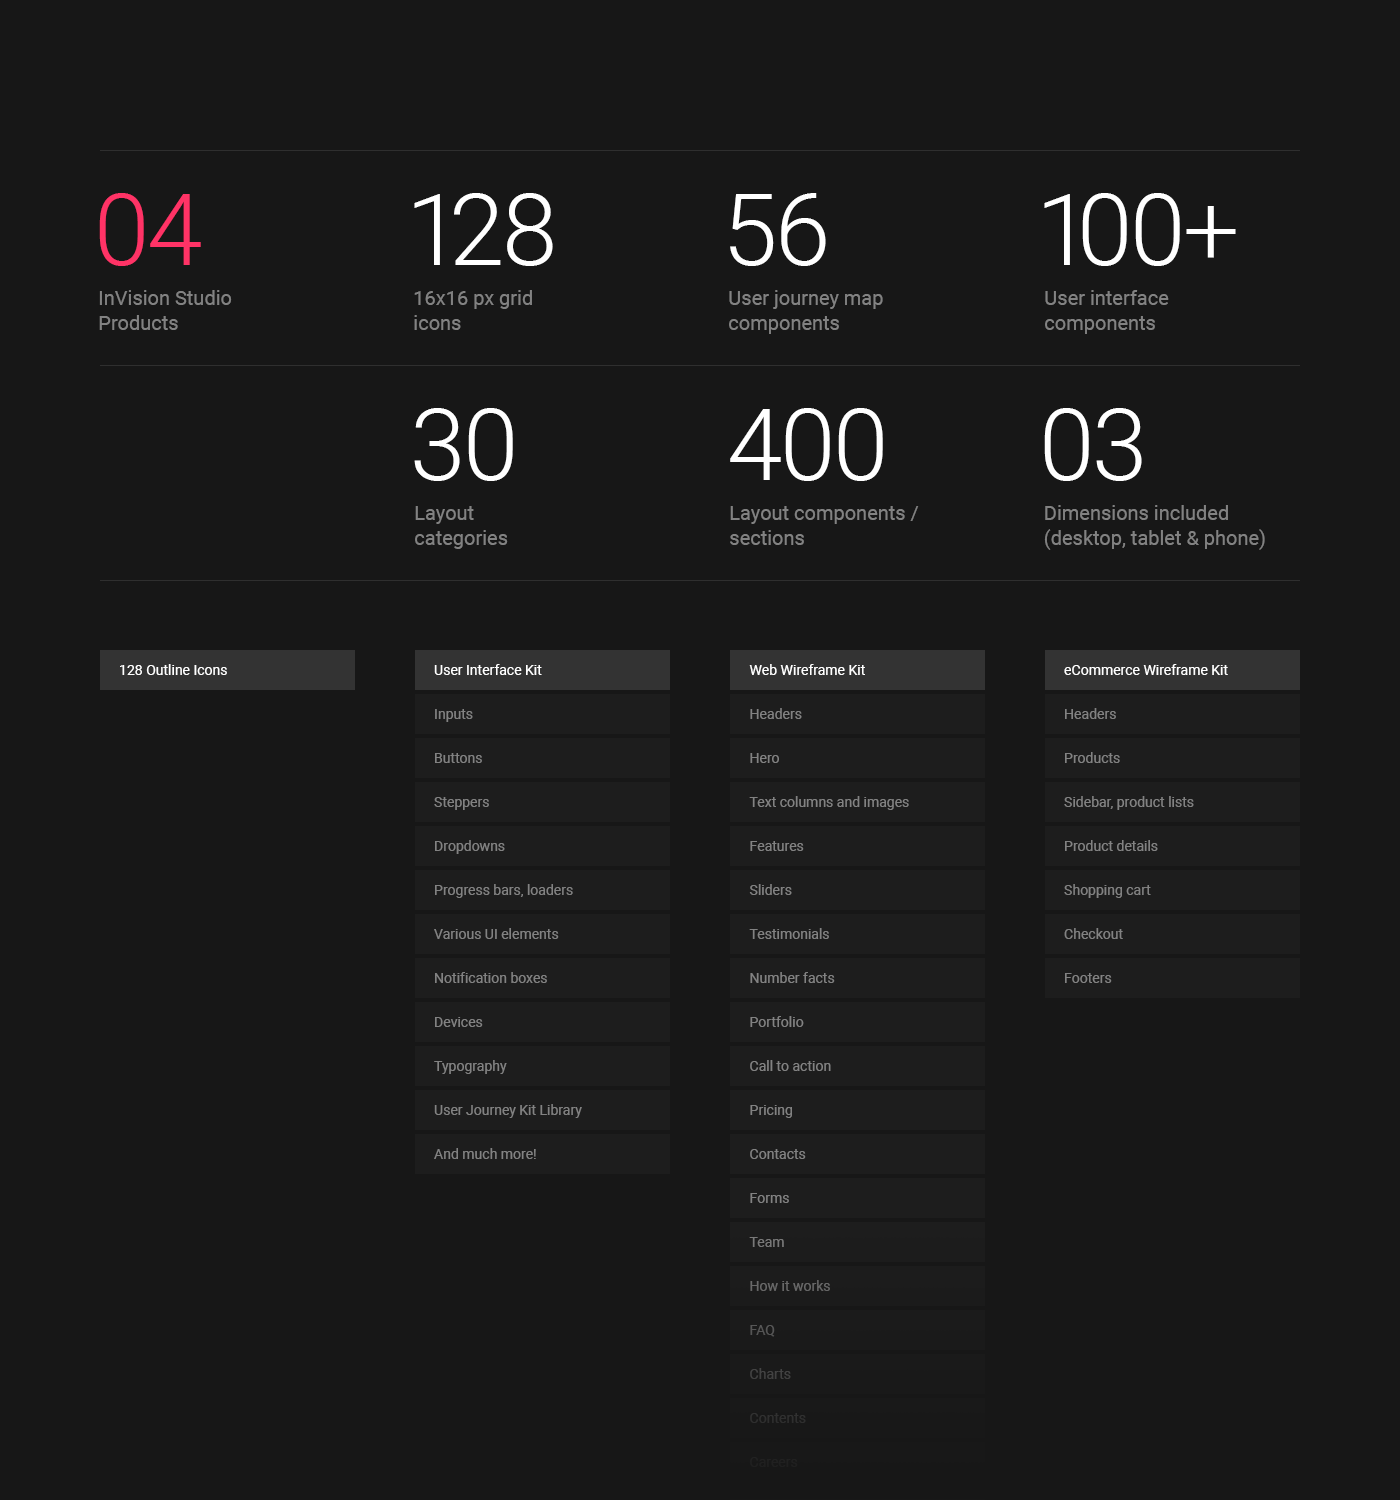 04
InVision Studio
Products
128
16x16 px grid
icons
56
User journey map
components
100+
User interface
components
30
Layout
categories
400
Layout components /
sections
03
Dimensions included
(desktop, tablet & phone)
128 Outline Icons
User Interface Kit
Inputs
Buttons
Steppers
Dropdowns
Progress bars, loaders
Various UI elements
Notification boxes
Devices
Typography
User Journey Kit Library
And much more!
Web Wireframe Kit
Headers
Hero
Text columns and images
Features
Sliders
Testimonials
Number facts
Portfolio
Call to action
Pricing
Contacts
Forms
Team
How it works
FAQ
Charts
Contents
Careers
eCommerce Wireframe Kit
Headers
Products
Sidebar, product lists
Product details
Shopping cart
Checkout
Footers